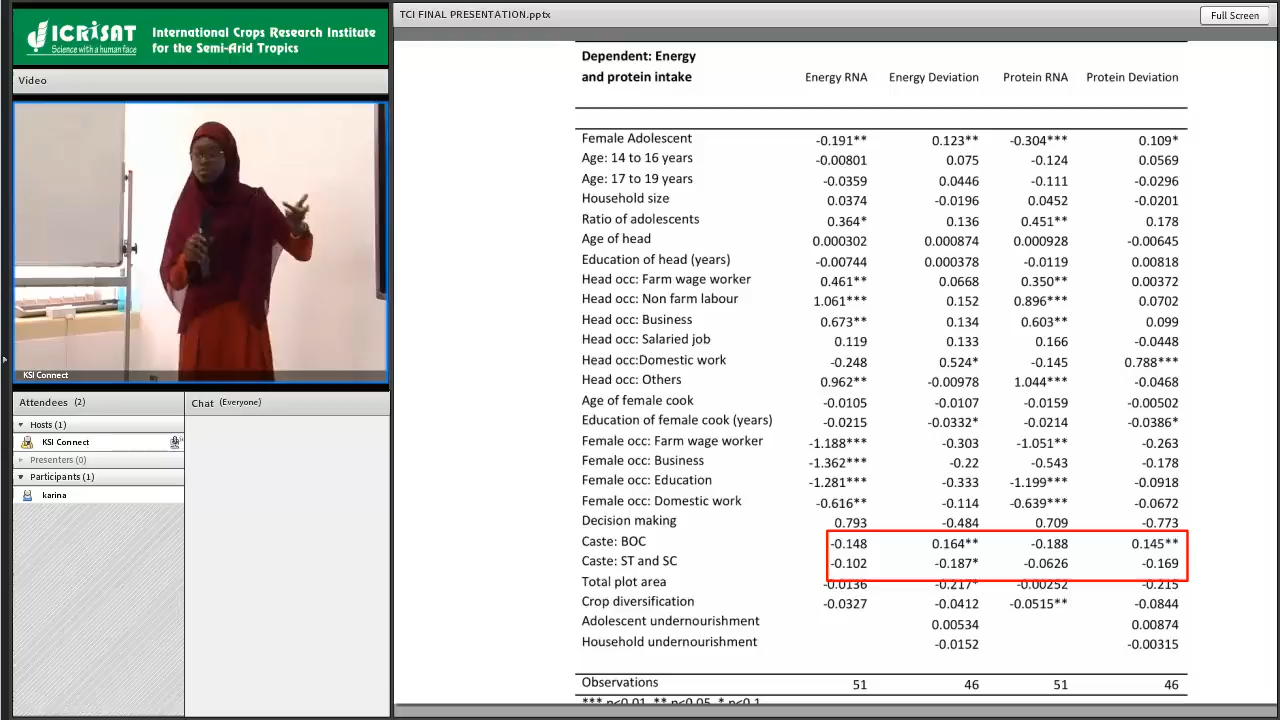 ICRISAT
Science with a human face
International Crops Research Institute
for the Semi-Arid Tropics
Video
KSI Connect
Attendees (2)
Hosts (1)
KSI Connect
Presenters (0)
Participants (1)
karina
Chat (Everyone)
TCI FINAL PRESENTATION.pptx
Full Screen
Dependent: Energy
and protein intake Energy RNA Energy Deviation Protein RNA Protein Deviation
Female Adolescent -0.191** 0.123** -0.304*** 0.109*
Age: 14 to 16 years -0.00801 0.075 -0.124 0.0569
Age: 17 to 19 years -0.0359 0.0446 -0.111 -0.0296
Household size 0.0374 -0.0196 0.0452 -0.0201
Ratio of adolescents 0.364* 0.136 0.451** 0.178
Age of head 0.000302 0.000874 0.000928 -0.00645
Education of head (years) -0.00744 0.000378 -0.0119 0.00818
Head occ: Farm wage worker 0.461** 0.0668 0.350** 0.00372
Head occ: Non farm labour 1.061*** 0.152 0.896*** 0.0702
Head occ: Business 0.673** 0.134 0.603** 0.099
Head occ: Salaried job 0.119 0.133 0.166 -0.0448
Head occ:Domestic work -0.248 0.524* -0.145 0.788***
Head occ: Others 0.962** -0.00978 1.044*** -0.0468
Age of female cook -0.0105 -0.0107 -0.0159 -0.00502
Education of female cook (years) -0.0215 -0.0332* -0.0214 -0.0386*
Female occ: Farm wage worker -1.188*** -0.303 -1.051** -0.263
Female occ: Business -1.362*** -0.22 -0.543 -0.178
Female occ: Education -1.281*** -0.333 -1.199*** -0.0918
Female occ: Domestic work -0.616** -0.114 -0.639*** -0.0672
Decision making 0.793 -0.484 0.709 -0.773
Caste: BOC -0.148 0.164** -0.188 0.145**
Caste: ST and SC -0.102 -0.187* -0.0626 -0.169
Total plot area -0.0136 -0.217* -0.00252 -0.215
Crop diversification -0.0327 -0.0412 -0.0515** -0.0844
Adolescent undernourishment 0.00534 0.00874
Household undernourishment -0.0152 -0.00315
Observations 51 46 51 46
*** p<0.01, ** p<0.05, * p<0.1